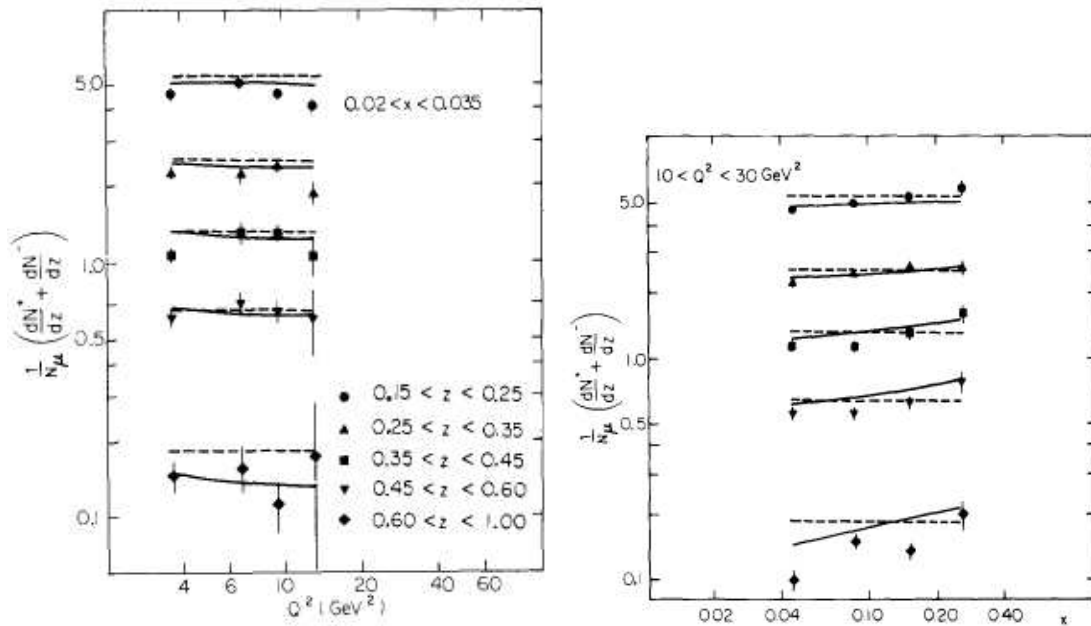 5.0
1.0
0.5
0.1
1/Nμ (dN⁺/dz + dN⁻/dz)
0.02 < x < 0.035
0.15 < z < 0.25
0.25 < z < 0.35
0.35 < z < 0.45
0.45 < z < 0.60
0.60 < z < 1.00
4 6 10 20 40 60
Q² (GeV²)
10 < Q² < 30 GeV²
5.0
1.0
0.5
0.1
1/Nμ (dN⁺/dz + dN⁻/dz)
0.02 0.04 0.10 0.20 0.40 x